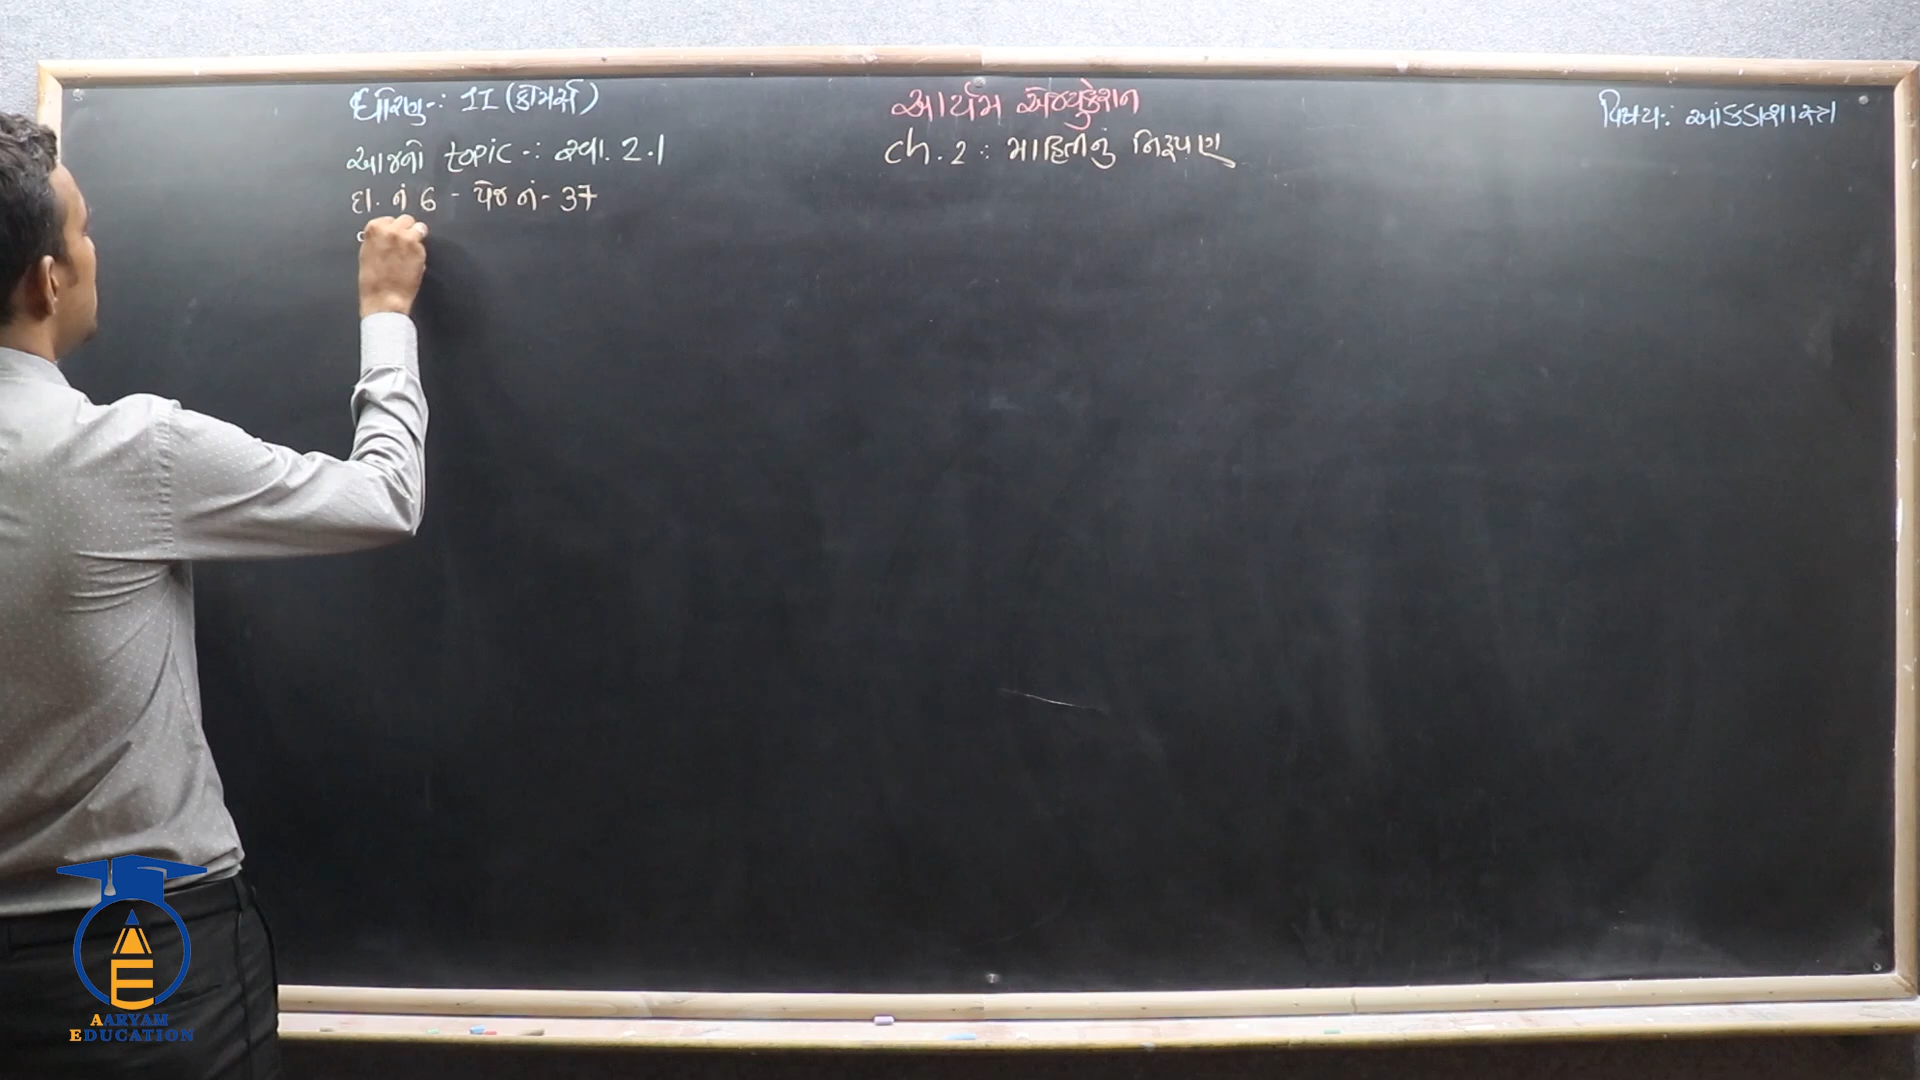 ધોરણ-: 11 (કોમર્સ)
આર્યમ એજ્યુકેશન
વિષય: આંકડાશાસ્ત્ર
આજનો topic -: સ્વા. 2.1
ch. 2 : માહિતીનું નિરૂપણ
દા. નં 6 - પેજ નં - 37
AARYAM
EDUCATION